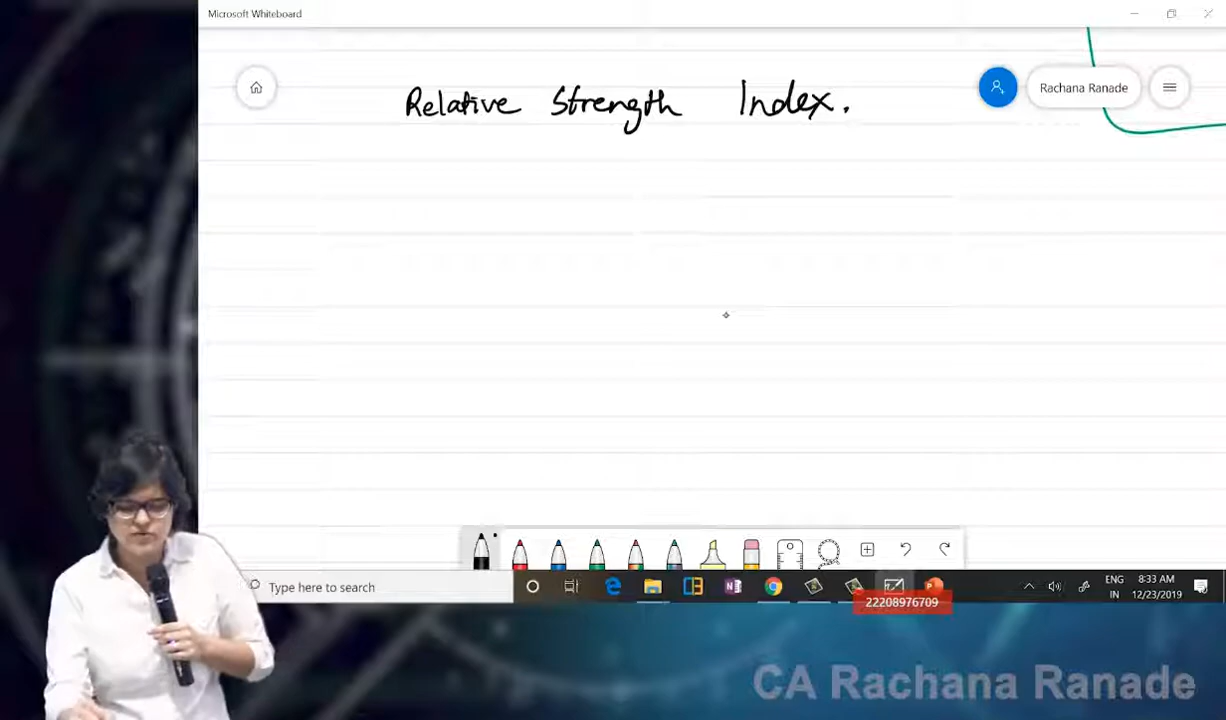 Microsoft Whiteboard
Relative Strength Index.
Rachana Ranade
Type here to search
ENG
IN
8:33 AM
12/23/2019
22208976709
CA Rachana Ranade